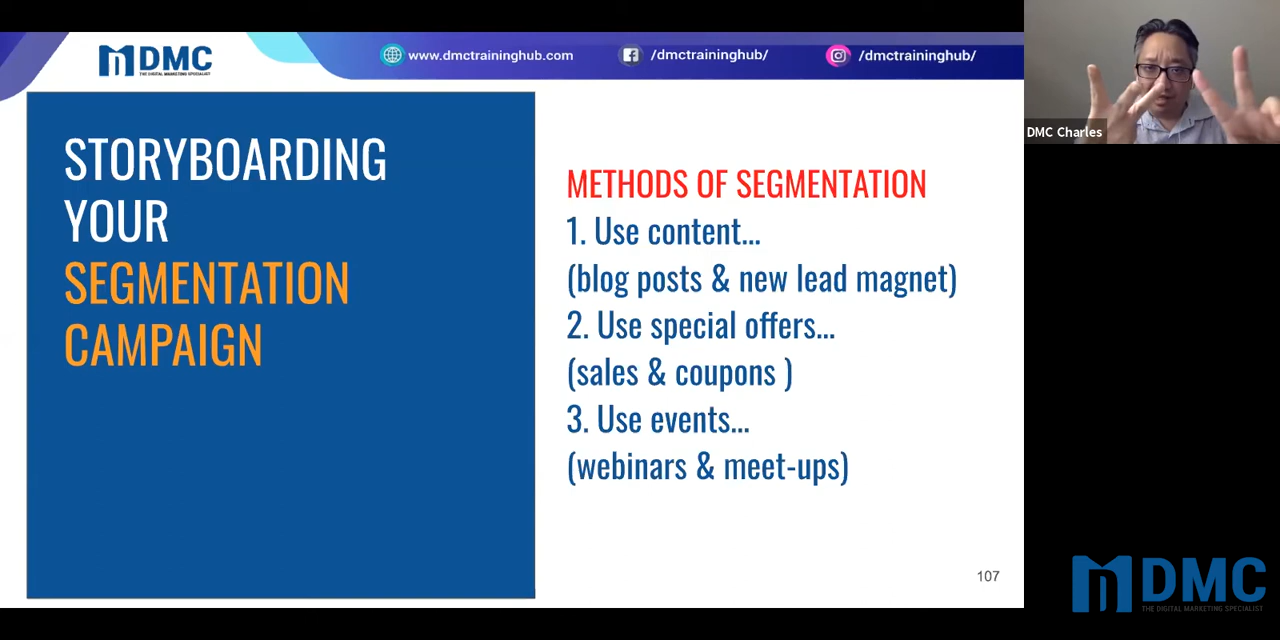 DMC
THE DIGITAL MARKETING SPECIALIST
www.dmctraininghub.com
/dmctraininghub/
/dmctraininghub/
DMC Charles
STORYBOARDING
YOUR
SEGMENTATION
CAMPAIGN
METHODS OF SEGMENTATION
1. Use content...
(blog posts & new lead magnet)
2. Use special offers...
(sales & coupons )
3. Use events...
(webinars & meet-ups)
107
DMC
THE DIGITAL MARKETING SPECIALIST